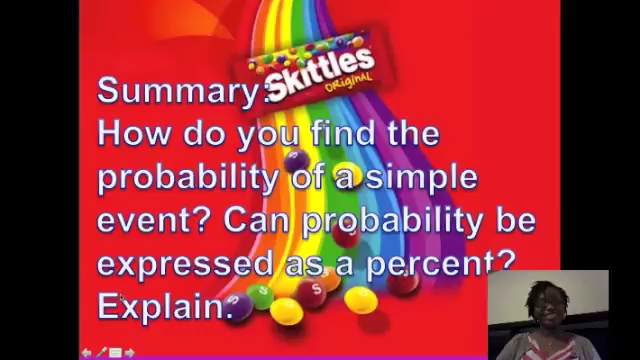 Skittles
ORIGINAL
Summary:
How do you find the
probability of a simple
event? Can probability be
expressed as a percent?
Explain.
S
S
S